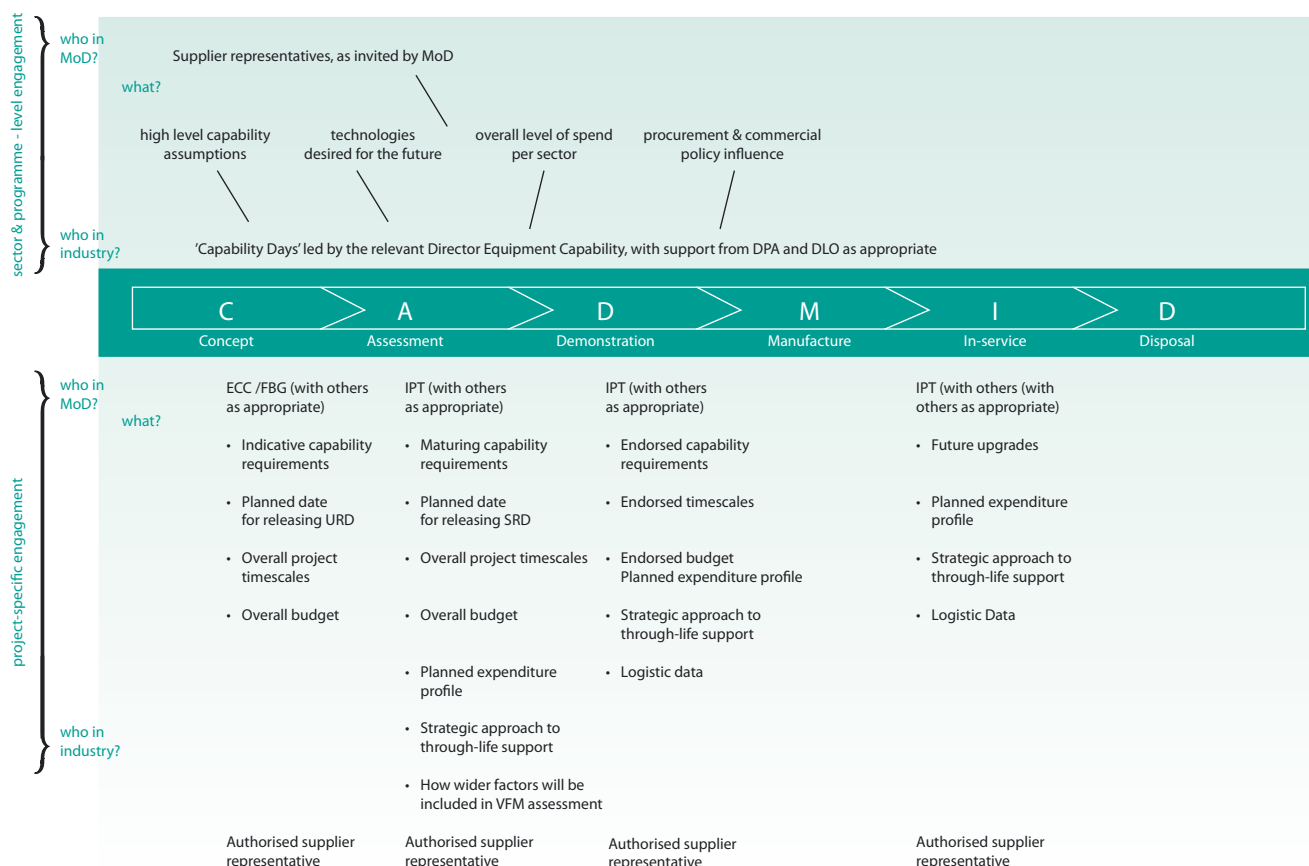 sector & programme - level engagement
who in
MoD?
Supplier representatives, as invited by MoD
what?
high level capability
assumptions
technologies
desired for the future
overall level of spend
per sector
procurement & commercial
policy influence
who in
industry?
‘Capability Days’ led by the relevant Director Equipment Capability, with support from DPA and DLO as appropriate
C
A
D
M
I
D
Concept
Assessment
Demonstration
Manufacture
In-service
Disposal
project-specific engagement
who in
MoD?
what?
ECC /FBG (with others
as appropriate)
• Indicative capability
requirements
• Planned date
for releasing URD
• Overall project
timescales
• Overall budget
IPT (with others
as appropriate)
• Maturing capability
requirements
• Planned date
for releasing SRD
• Overall project timescales
• Overall budget
• Planned expenditure
profile
• Strategic approach to
through-life support
• How wider factors will be
included in VFM assessment
IPT (with others
as appropriate)
• Endorsed capability
requirements
• Endorsed timescales
• Endorsed budget
Planned expenditure profile
• Strategic approach to
through-life support
• Logistic data
IPT (with others (with
others as appropriate)
• Future upgrades
• Planned expenditure
profile
• Strategic approach to
through-life support
• Logistic Data
who in
industry?
Authorised supplier
representative
Authorised supplier
representative
Authorised supplier
representative
Authorised supplier
representative